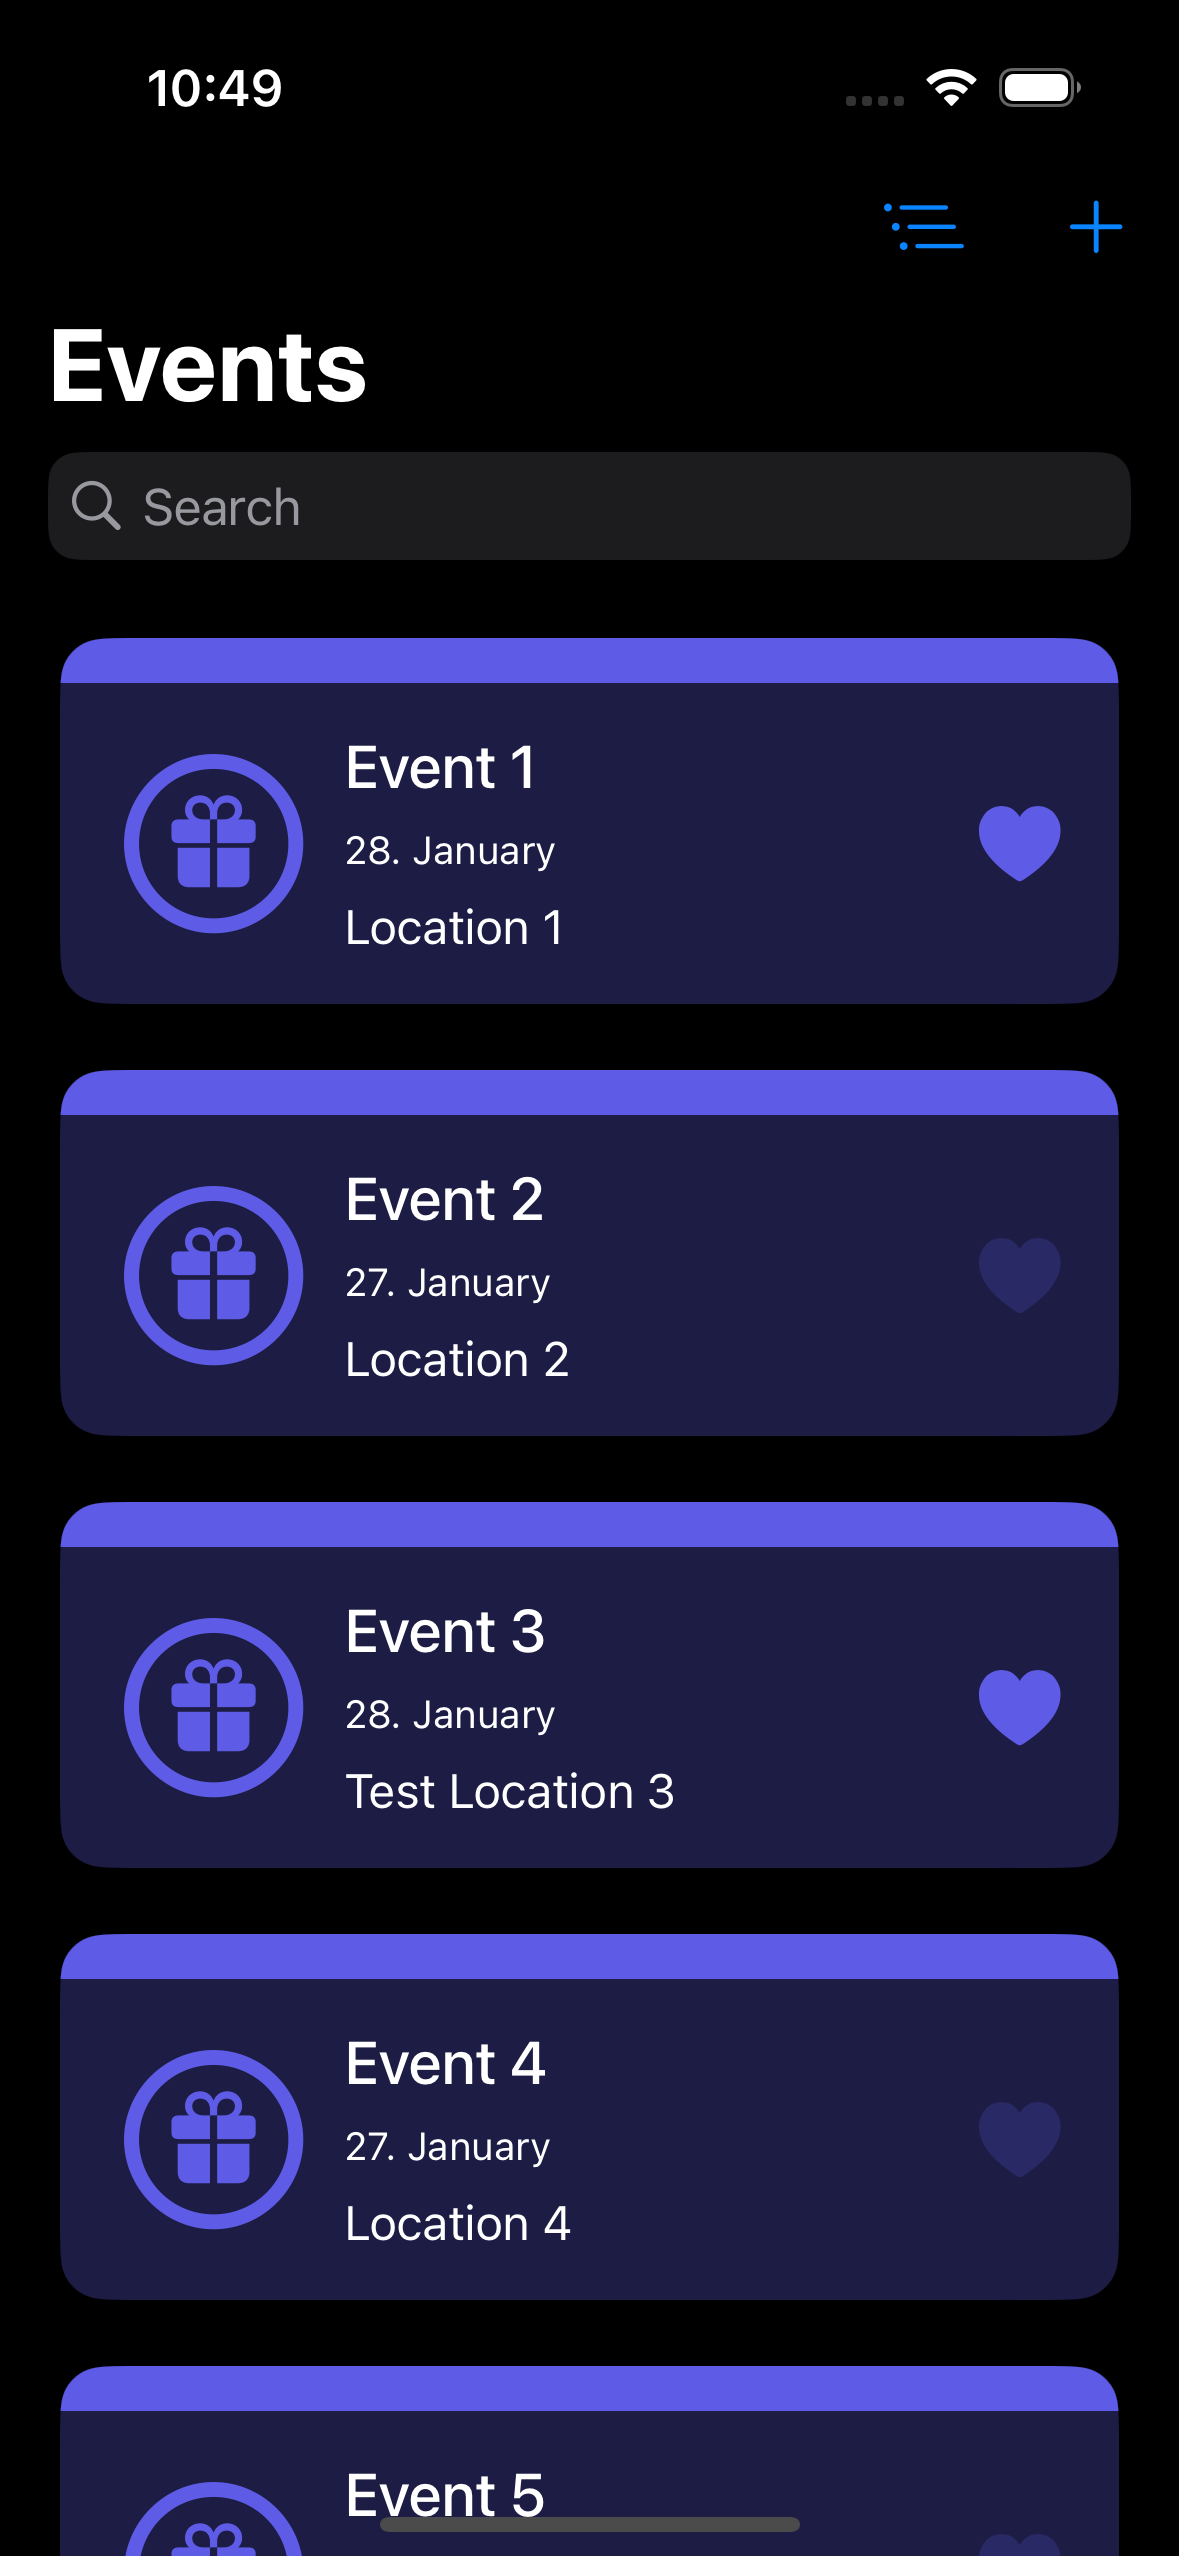 10:49
Events
Search
Event 1
28. January
Location 1
Event 2
27. January
Location 2
Event 3
28. January
Test Location 3
Event 4
27. January
Location 4
Event 5